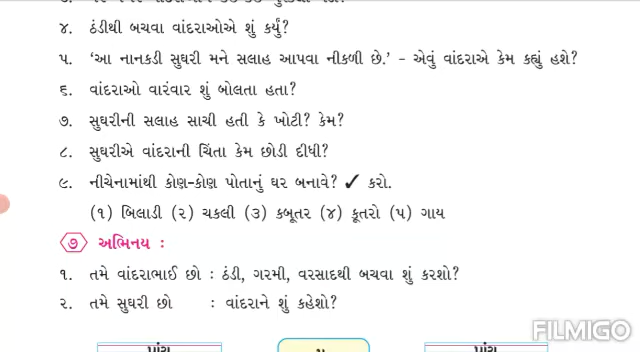 ૪. ઠંડીથી બચવા વાંદરાઓએ શું કર્યું?
૫. ‘આ નાનકડી સુઘરી મને સલાહ આપવા નીકળી છે.’ - એવું વાંદરાએ કેમ કહ્યું હશે?
૬. વાંદરાઓ વારંવાર શું બોલતા હતા?
૭. સુઘરીની સલાહ સાચી હતી કે ખોટી? કેમ?
૮. સુઘરીએ વાંદરાની ચિંતા કેમ છોડી દીધી?
૯. નીચેનામાંથી કોણ-કોણ પોતાનું ઘર બનાવે? ✓ કરો.
(૧) બિલાડી (૨) ચકલી (૩) કબૂતર (૪) કૂતરો (૫) ગાય
૭ અભિનય :
૧. તમે વાંદરાભાઈ છો : ઠંડી, ગરમી, વરસાદથી બચવા શું કરશો?
૨. તમે સુઘરી છો : વાંદરાને શું કહેશો?
FILMIGO